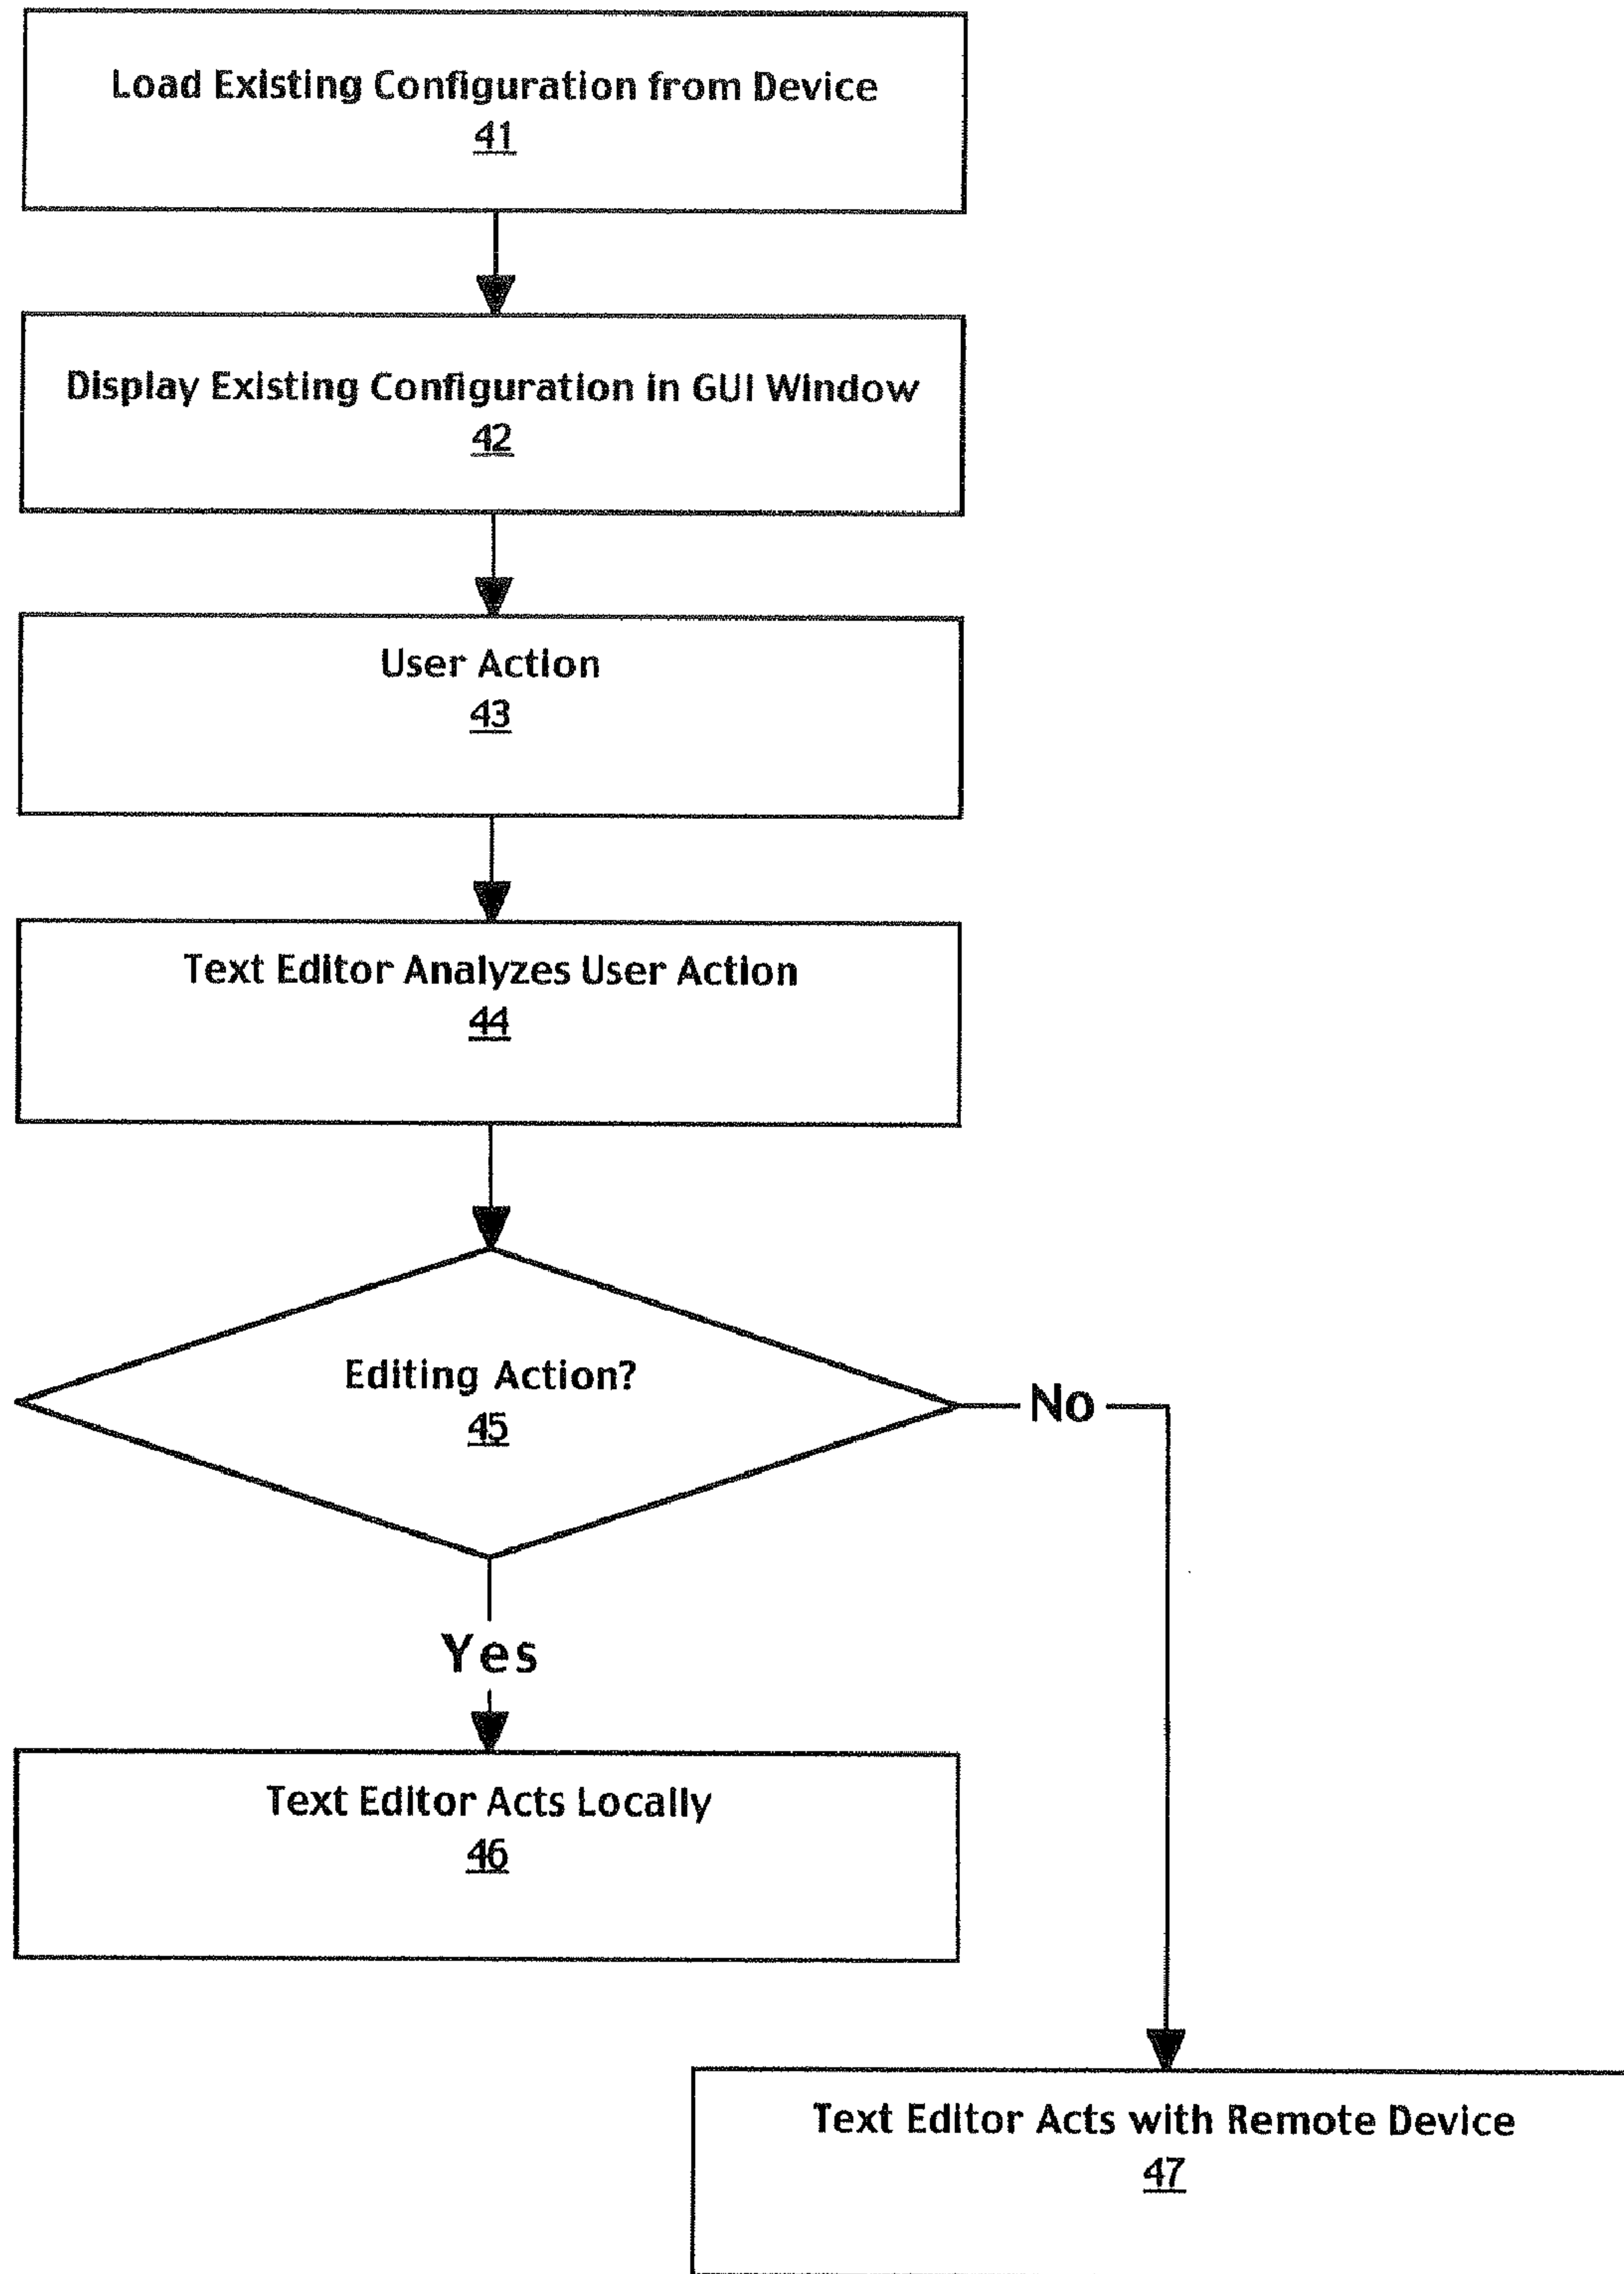 Load Existing Configuration from Device
41
Display Existing Configuration in GUI Window
42
User Action
43
Text Editor Analyzes User Action
44
Editing Action?
45
No
Yes
Text Editor Acts Locally
46
Text Editor Acts with Remote Device
47